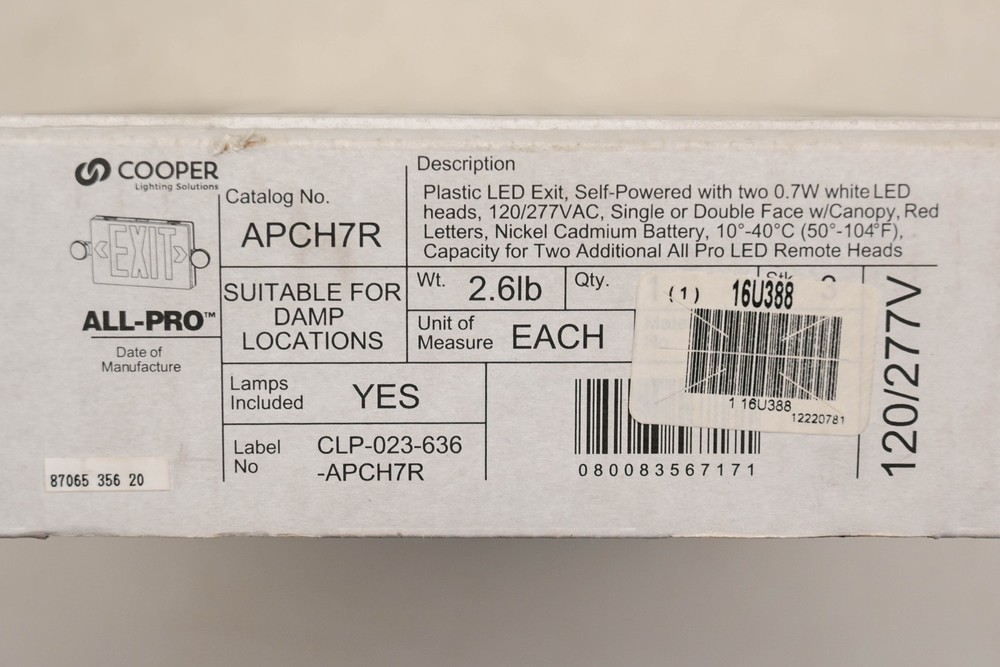 COOPER
Lighting Solutions
EXIT
ALL-PRO™
Date of
Manufacture
87065 356 20
Catalog No.
APCH7R
SUITABLE FOR
DAMP
LOCATIONS
Lamps
Included
YES
Label
No
CLP-023-636
-APCH7R
Description
Plastic LED Exit, Self-Powered with two 0.7W white LED
heads, 120/277VAC, Single or Double Face w/Canopy, Red
Letters, Nickel Cadmium Battery, 10°-40°C (50°-104°F),
Capacity for Two Additional All Pro LED Remote Heads
Wt.
2.6lb
Qty.
Unit of
Measure
EACH
(1) 16U388
1 16U388
12220781
080083567171
120/277V